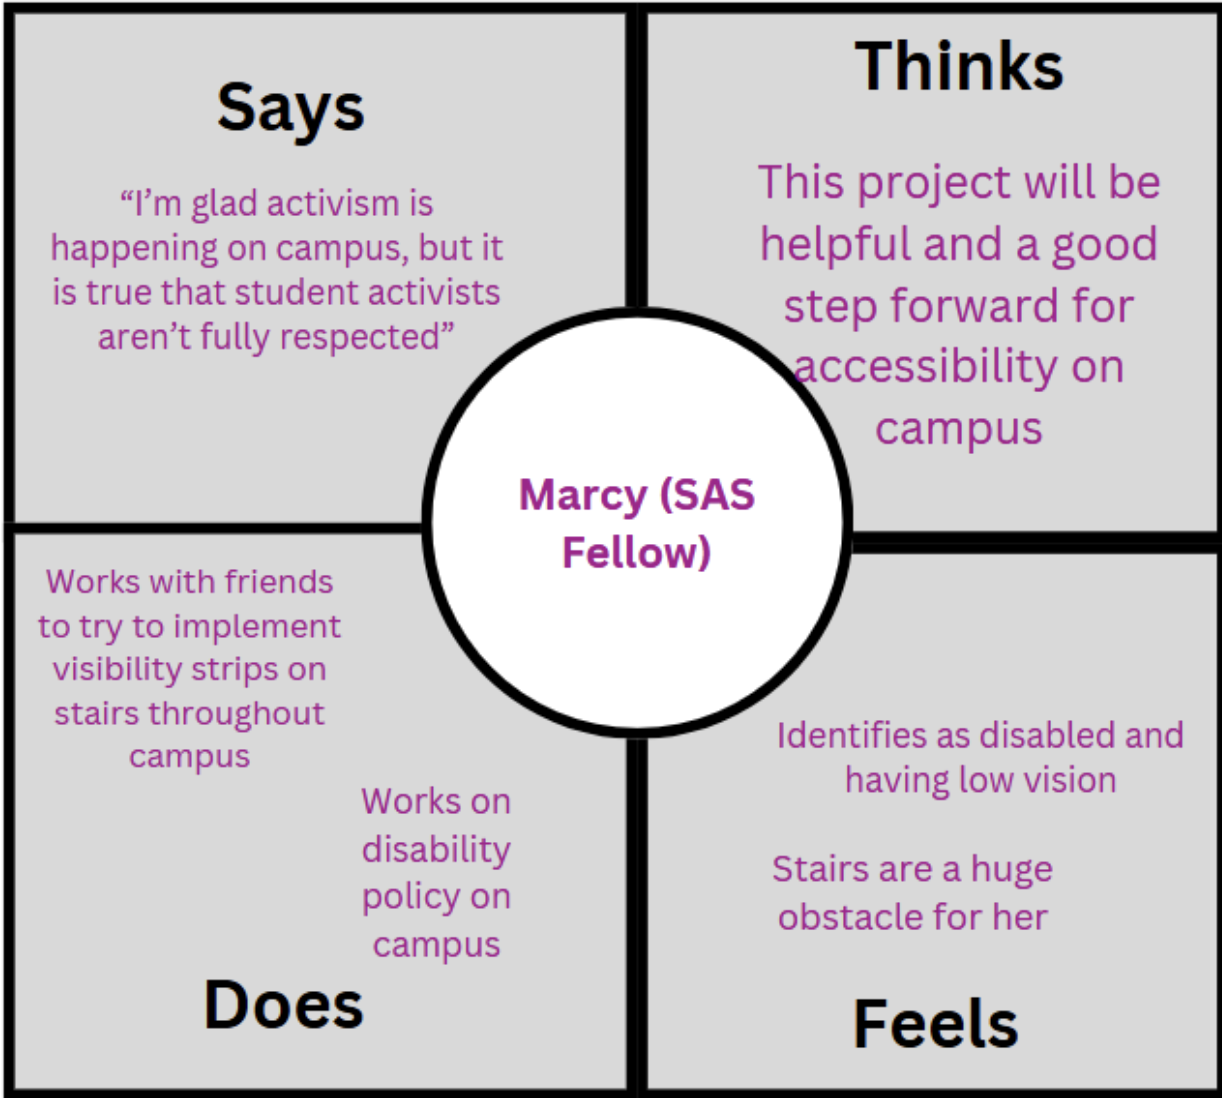 Says
“I’m glad activism is
happening on campus, but it
is true that student activists
aren’t fully respected”
Thinks
This project will be
helpful and a good
step forward for
accessibility on
campus
Marcy (SAS
Fellow)
Works with friends
to try to implement
visibility strips on
stairs throughout
campus
Works on
disability
policy on
campus
Does
Identifies as disabled and
having low vision
Stairs are a huge
obstacle for her
Feels